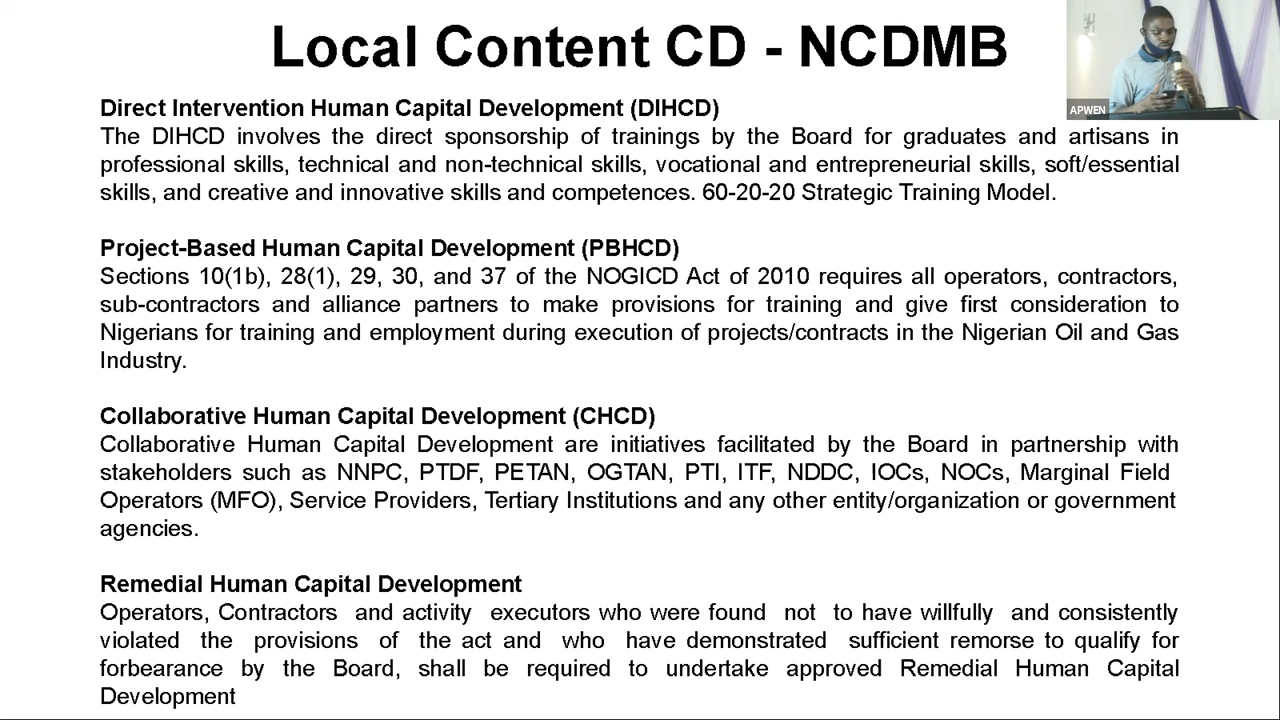 Local Content CD - NCDMB
APWEN
Direct Intervention Human Capital Development (DIHCD)
The DIHCD involves the direct sponsorship of trainings by the Board for graduates and artisans in
professional skills, technical and non-technical skills, vocational and entrepreneurial skills, soft/essential
skills, and creative and innovative skills and competences. 60-20-20 Strategic Training Model.
Project-Based Human Capital Development (PBHCD)
Sections 10(1b), 28(1), 29, 30, and 37 of the NOGICD Act of 2010 requires all operators, contractors,
sub-contractors and alliance partners to make provisions for training and give first consideration to
Nigerians for training and employment during execution of projects/contracts in the Nigerian Oil and Gas
Industry.
Collaborative Human Capital Development (CHCD)
Collaborative Human Capital Development are initiatives facilitated by the Board in partnership with
stakeholders such as NNPC, PTDF, PETAN, OGTAN, PTI, ITF, NDDC, IOCs, NOCs, Marginal Field
Operators (MFO), Service Providers, Tertiary Institutions and any other entity/organization or government
agencies.
Remedial Human Capital Development
Operators, Contractors and activity executors who were found not to have willfully and consistently
violated the provisions of the act and who have demonstrated sufficient remorse to qualify for
forbearance by the Board, shall be required to undertake approved Remedial Human Capital
Development